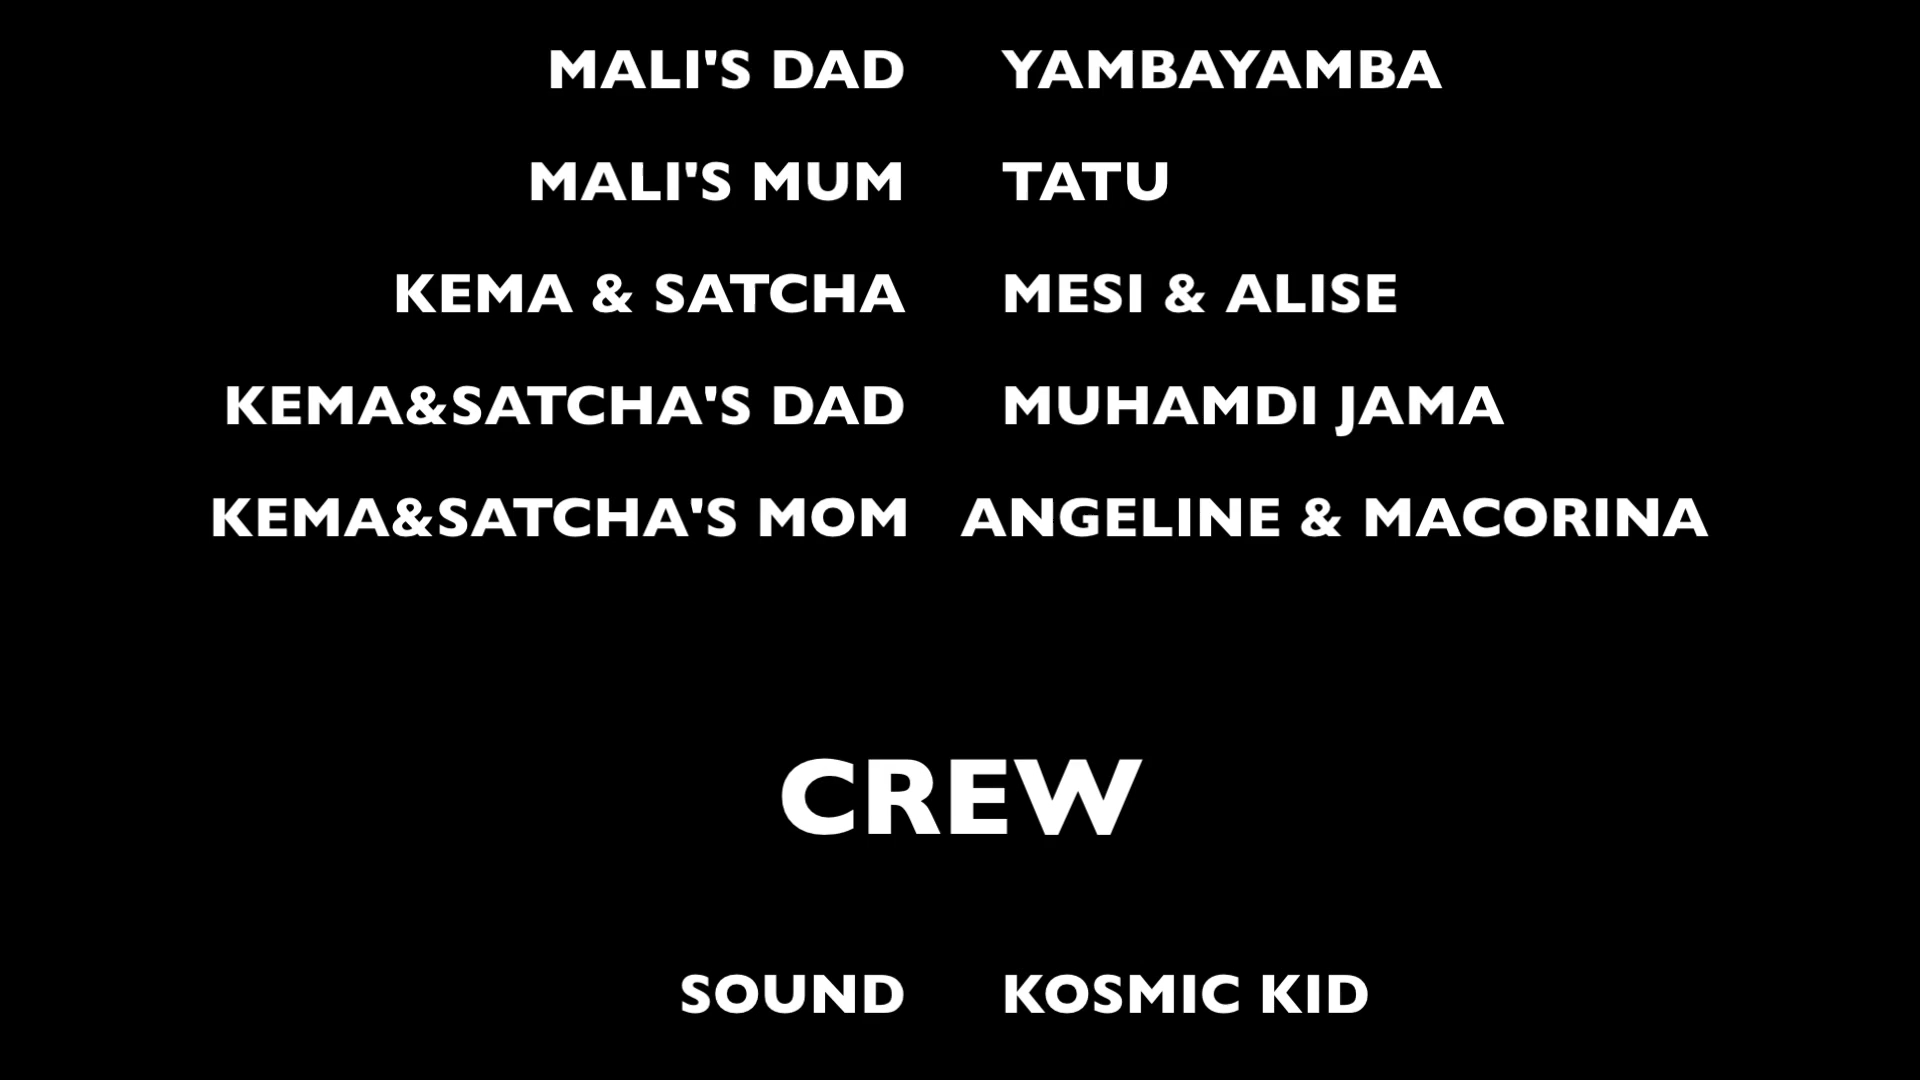 MALI'S DAD YAMBAYAMBA
MALI'S MUM TATU
KEMA & SATCHA MESI & ALISE
KEMA&SATCHA'S DAD MUHAMDI JAMA
KEMA&SATCHA'S MOM ANGELINE & MACORINA
CREW
SOUND KOSMIC KID